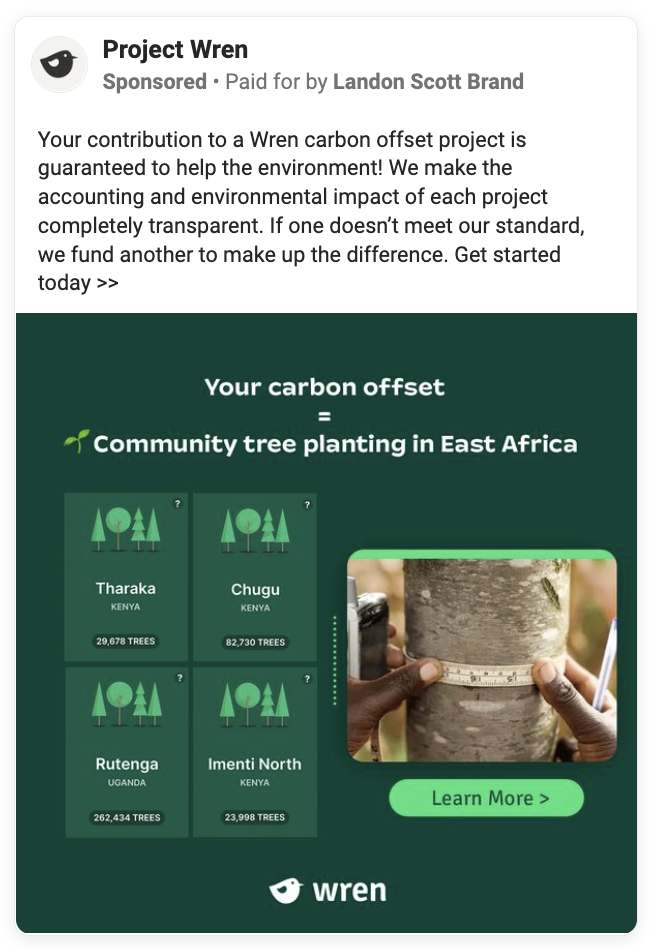 Project Wren
Sponsored • Paid for by Landon Scott Brand
Your contribution to a Wren carbon offset project is
guaranteed to help the environment! We make the
accounting and environmental impact of each project
completely transparent. If one doesn’t meet our standard,
we fund another to make up the difference. Get started
today >>
Your carbon offset
=
Community tree planting in East Africa
?
Tharaka
KENYA
29,678 TREES
?
Chugu
KENYA
82,730 TREES
?
Rutenga
UGANDA
262,434 TREES
?
Imenti North
KENYA
23,998 TREES
Learn More >
wren